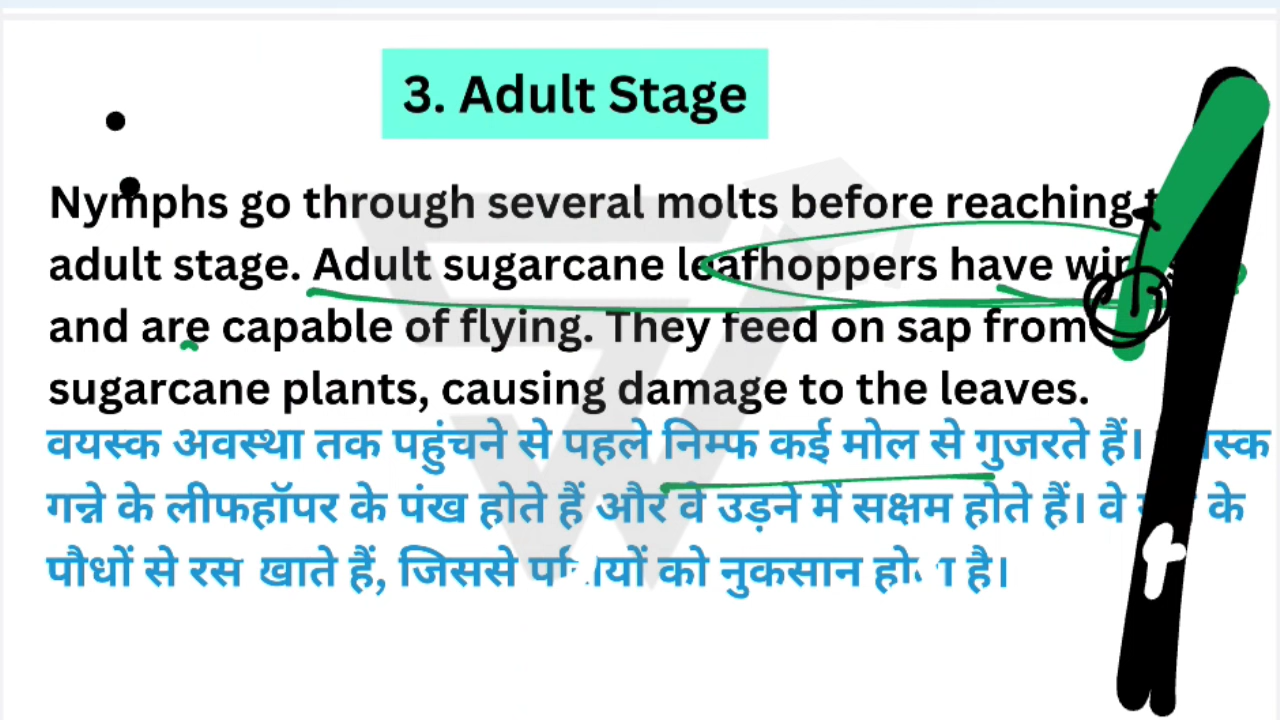 3. Adult Stage
Nymphs go through several molts before reaching
adult stage. Adult sugarcane leafhoppers have
and are capable of flying. They feed on sap from
sugarcane plants, causing damage to the leaves.
वयस्क अवस्था तक पहुंचने से पहले निम्फ कई मोल से गुजरते हैं।
गन्ने के लीफहॉपर के पंख होते हैं और वे उड़ने में सक्षम होते हैं। वे के
पौधों से रस खाते हैं, जिससे को नुकसान है।